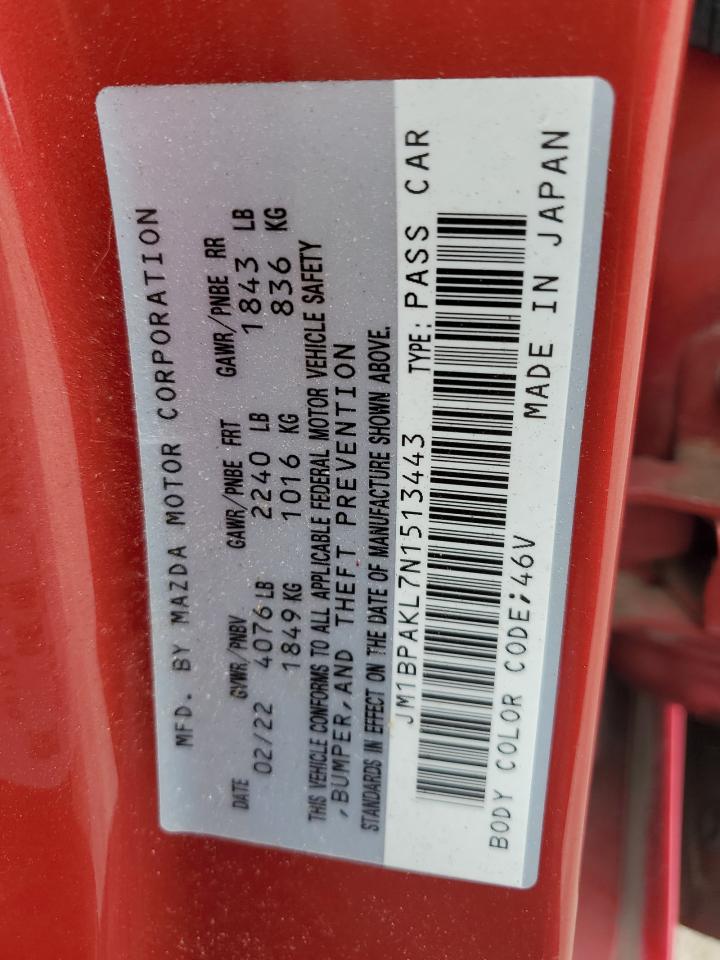 MFD. BY MAZDA MOTOR CORPORATION
DATE GVWR/PNBV GAWR/PNBE FRT GAWR/PNBE RR
02/22 4076 LB 2240 LB 1843 LB
1849 KG 1016 KG 836 KG
THIS VEHICLE CONFORMS TO ALL APPLICABLE FEDERAL MOTOR VEHICLE SAFETY
,BUMPER,AND THEFT PREVENTION
STANDARDS IN EFFECT ON THE DATE OF MANUFACTURE SHOWN ABOVE.
JM1BPAKL7N1513443 TYPE: PASS CAR
BODY COLOR CODE;46V MADE IN JAPAN